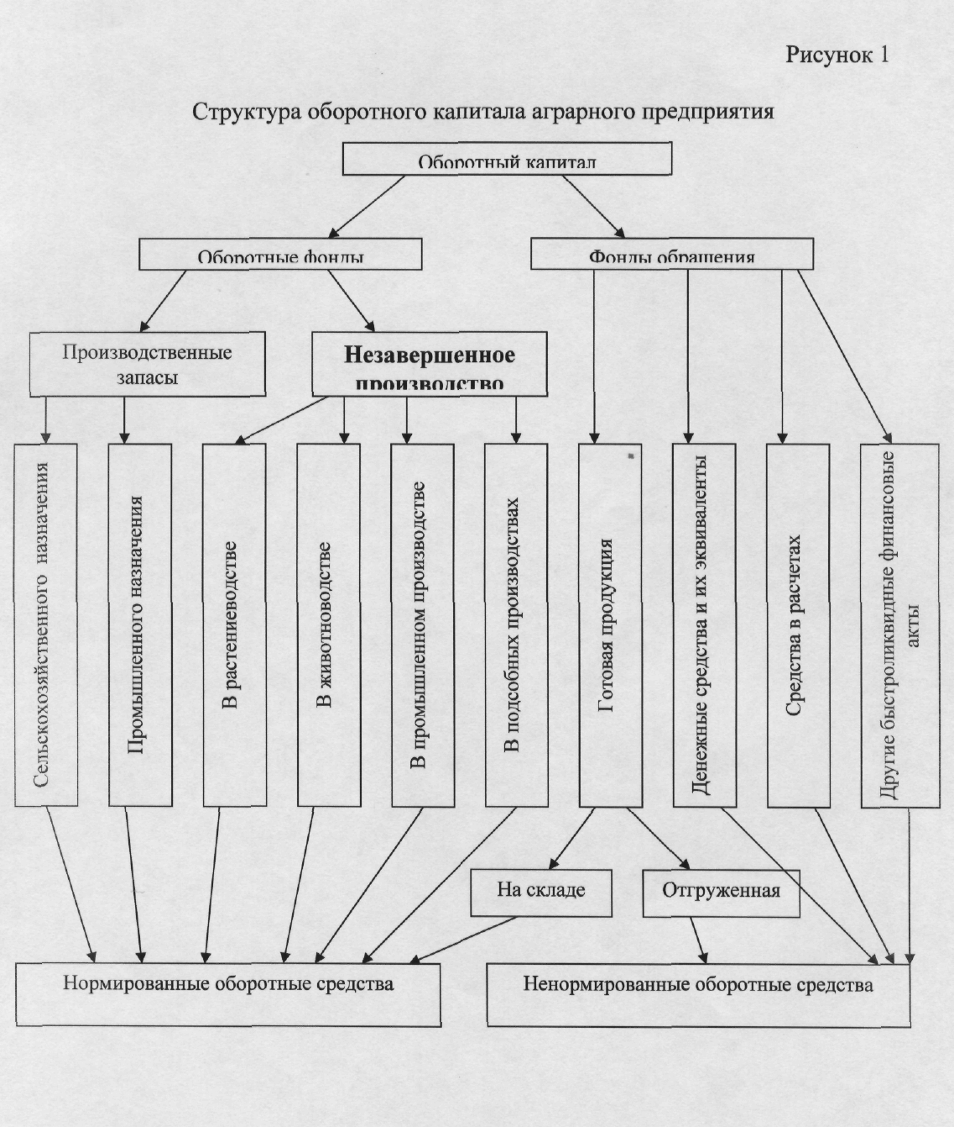 Рисунок 1
Структура оборотного капитала аграрного предприятия
Оборотный капитал
Оборотные фонды
Фонды обращения
Производственные
запасы
Незавершенное
производство
Сельскохозяйственного назначения
Промышленного назначения
В растениеводстве
В животноводстве
В промышленном производстве
В подсобных производствах
Готовая продукция
Денежные средства и их эквиваленты
Средства в расчетах
Другие быстроликвидные финансовые
акты
На складе
Отгруженная
Нормированные оборотные средства
Ненормированные оборотные средства